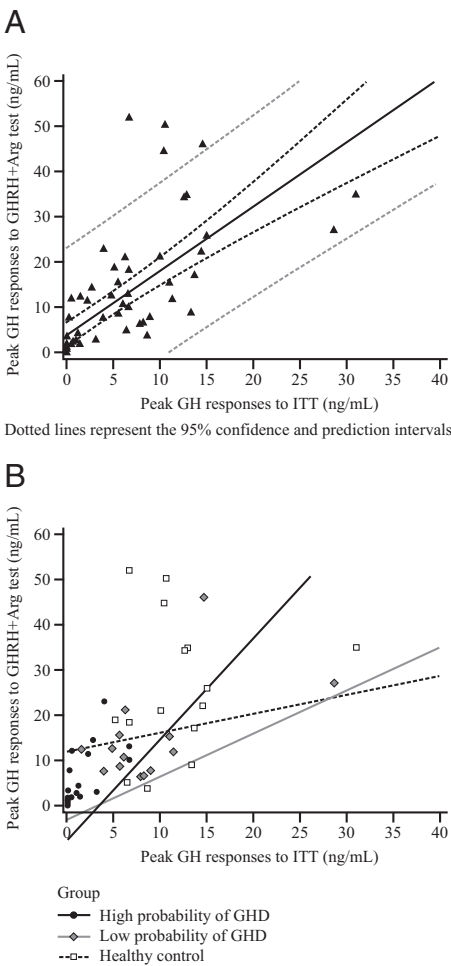 A
Peak GH responses to GHRH+Arg test (ng/mL)
60
50
40
30
20
10
0
0 5 10 15 20 25 30 35 40
Peak GH responses to ITT (ng/mL)
Dotted lines represent the 95% confidence and prediction intervals
B
Peak GH responses to GHRH+Arg test (ng/mL)
60
50
40
30
20
10
0
0 5 10 15 20 25 30 35 40
Peak GH responses to ITT (ng/mL)
Group
High probability of GHD
Low probability of GHD
Healthy control